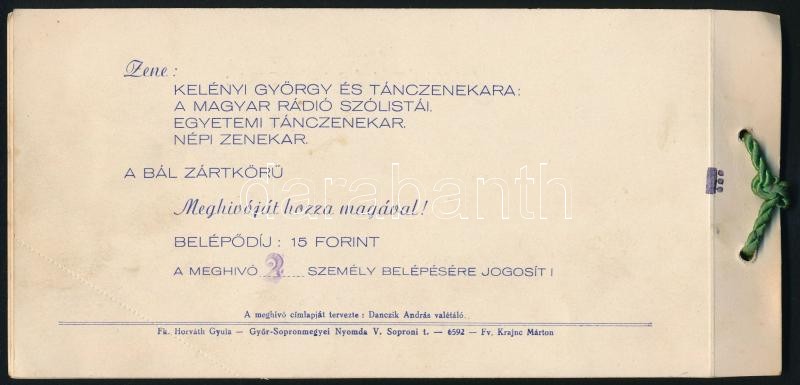 Zene:
KELÉNYI GYÖRGY ÉS TÁNCZENEKARA:
A MAGYAR RÁDIÓ SZÓLISTÁI.
EGYETEMI TÁNCZENEKAR.
NÉPI ZENEKAR.
A BÁL ZÁRTKÖRŰ
darabanth
Meghivóját hozza magával!
BELÉPŐDÍJ: 15 FORINT
A MEGHIVÓ 2 SZEMÉLY BELÉPÉSÉRE JOGOSÍT!
A meghivó címlapját tervezte: Danczik András valétáló.
Fk. Horváth Gyula — Győr-Sopronmegyei Nyomda V. Soproni t. — 6592 — Fv. Krajnc Márton